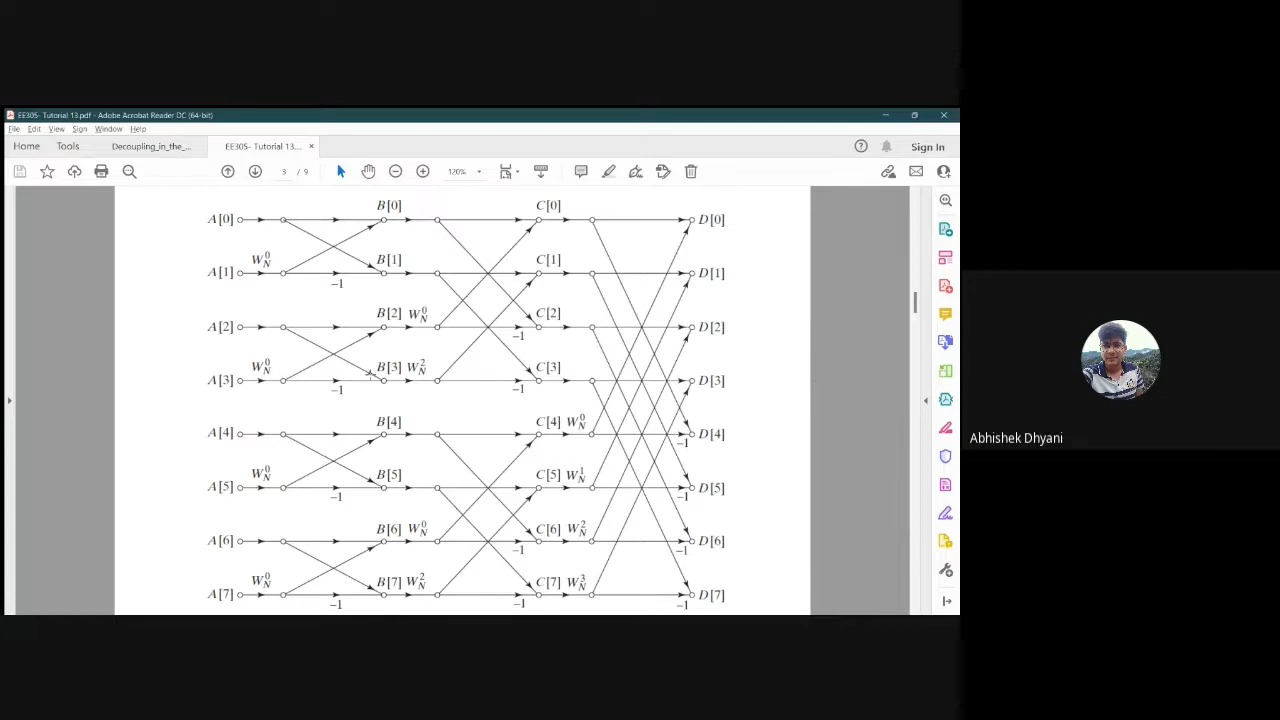 EE305- Tutorial 13.pdf - Adobe Acrobat Reader DC (64-bit)
File Edit View Sign Window Help
Home Tools Decoupling_in_the_... EE305- Tutorial 13.... × Sign In
3 / 9 120%
B[0] C[0]
A[0] D[0]
W_N^0 B[1] C[1]
A[1] D[1]
-1
B[2] W_N^0 C[2]
A[2] D[2]
-1
W_N^0 B[3] W_N^2 C[3]
A[3] D[3]
-1 -1
B[4] C[4] W_N^0
A[4] D[4]
-1
W_N^0 B[5] C[5] W_N^1
A[5] D[5]
-1 -1
B[6] W_N^0 C[6] W_N^2
A[6] D[6]
-1 -1
W_N^0 B[7] W_N^2 C[7] W_N^3
A[7] D[7]
-1 -1 -1
Abhishek Dhyani